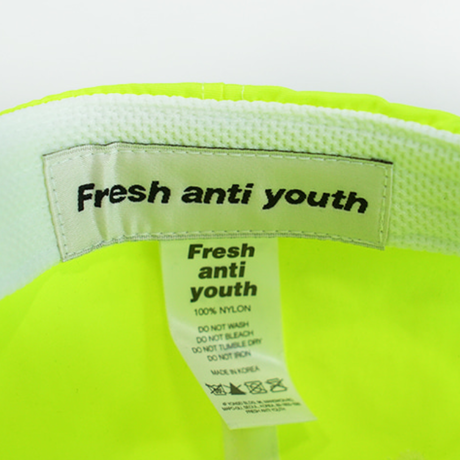 Fresh anti youth
Fresh
anti
youth
100% NYLON
DO NOT WASH
DO NOT BLEACH
DO NOT TUMBLE DRY
DO NOT IRON
MADE IN KOREA